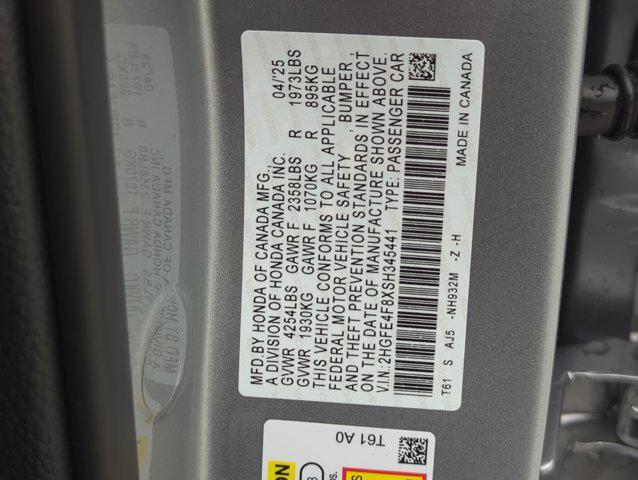 MFD.BY HONDA OF CANADA MFG., 04/'25
A DIVISION OF HONDA CANADA INC.
GVWR 4254LBS GAWR F 2358LBS R 1973LBS
GVWR 1930KG GAWR F 1070KG R 895KG
THIS VEHICLE CONFORMS TO ALL APPLICABLE
FEDERAL MOTOR VEHICLE SAFETY , BUMPER ,
AND THEFT PREVENTION STANDARDS IN EFFECT
ON THE DATE OF MANUFACTURE SHOWN ABOVE.
V.I.N.:2HGFE4F8XSH345441 TYPE: PASSENGER CAR
T61 S AJ5 -NH932M -Z -H MADE IN CANADA
T61 A0